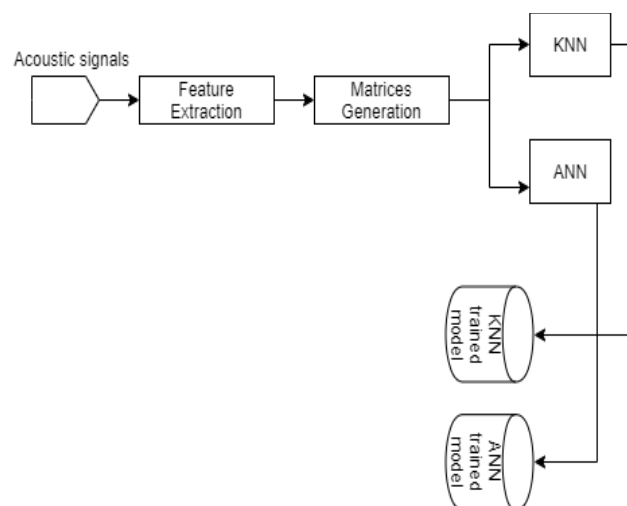 Acoustic signals
Feature
Extraction
Matrices
Generation
KNN
ANN
KNN
trained
model
ANN
trained
model